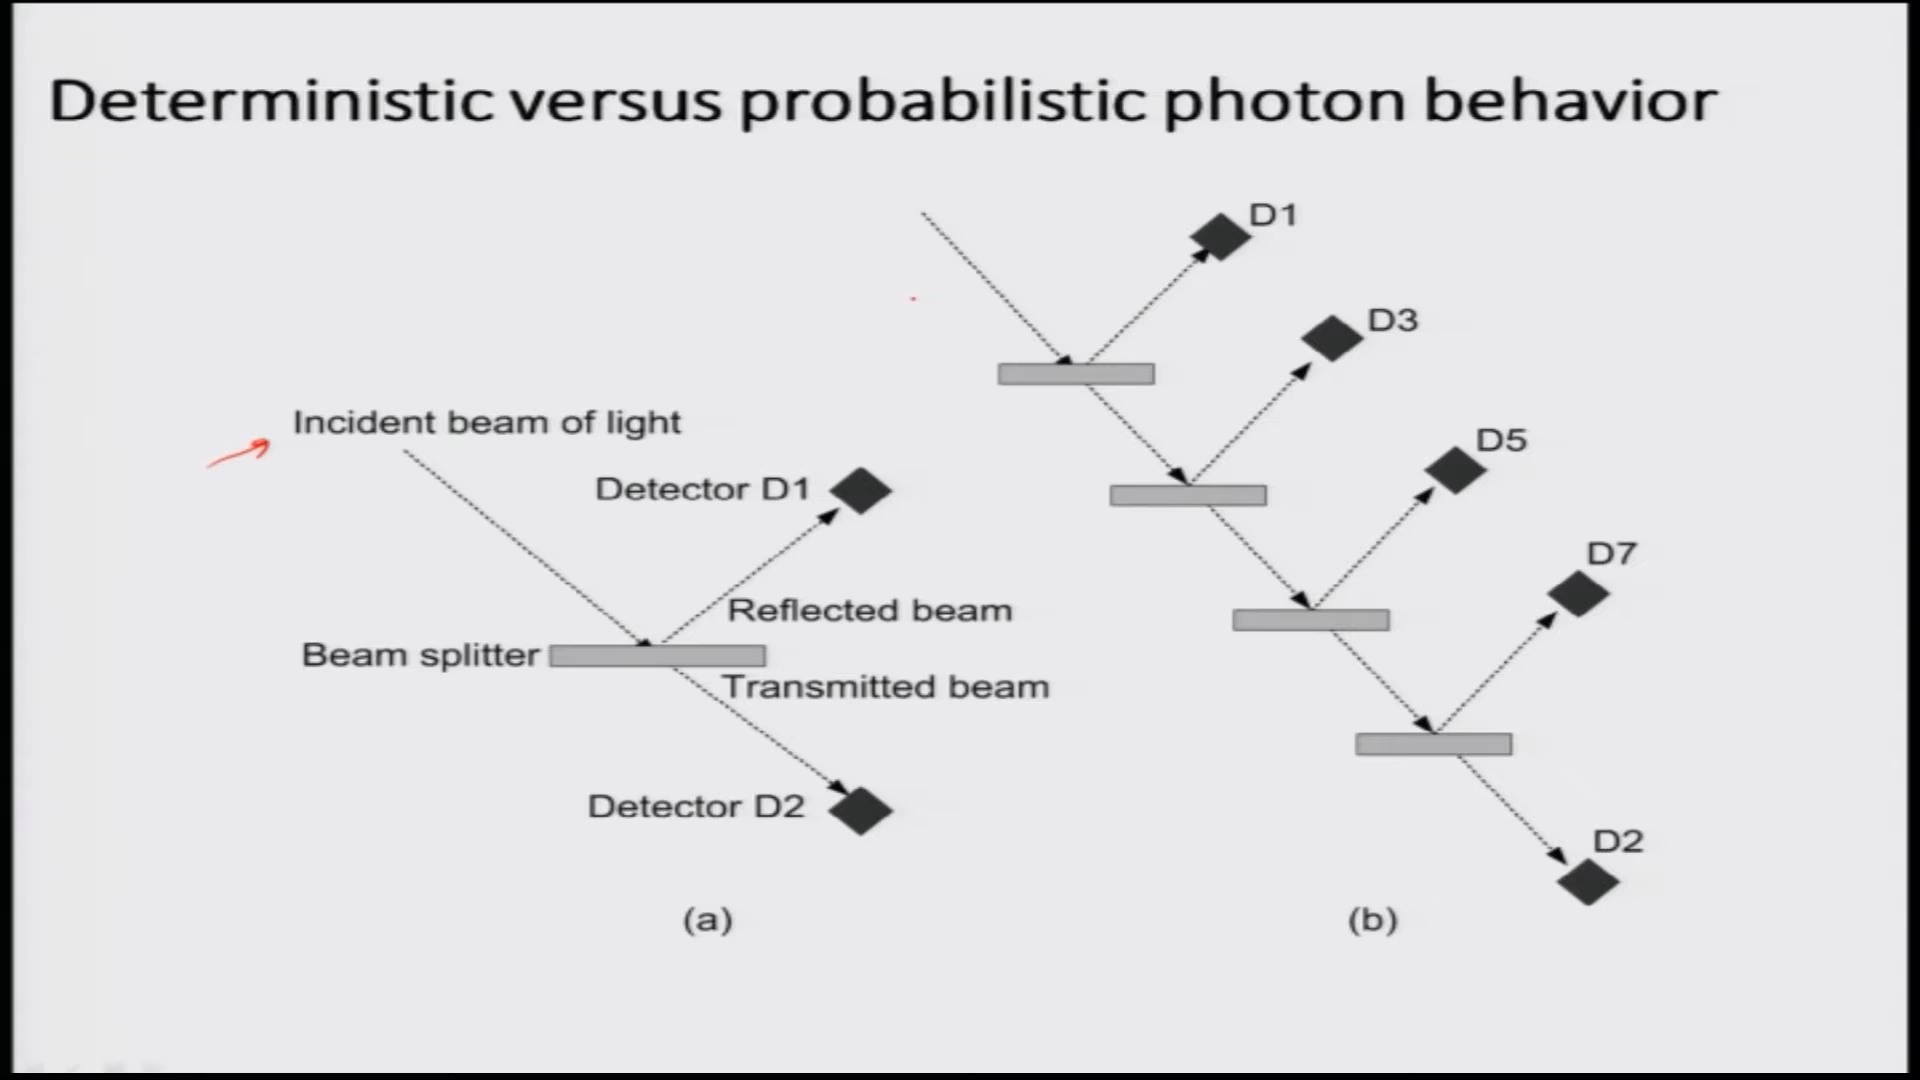 Deterministic versus probabilistic photon behavior
Incident beam of light
Detector D1
Reflected beam
Beam splitter
Transmitted beam
Detector D2
(a)
D1
D3
D5
D7
D2
(b)